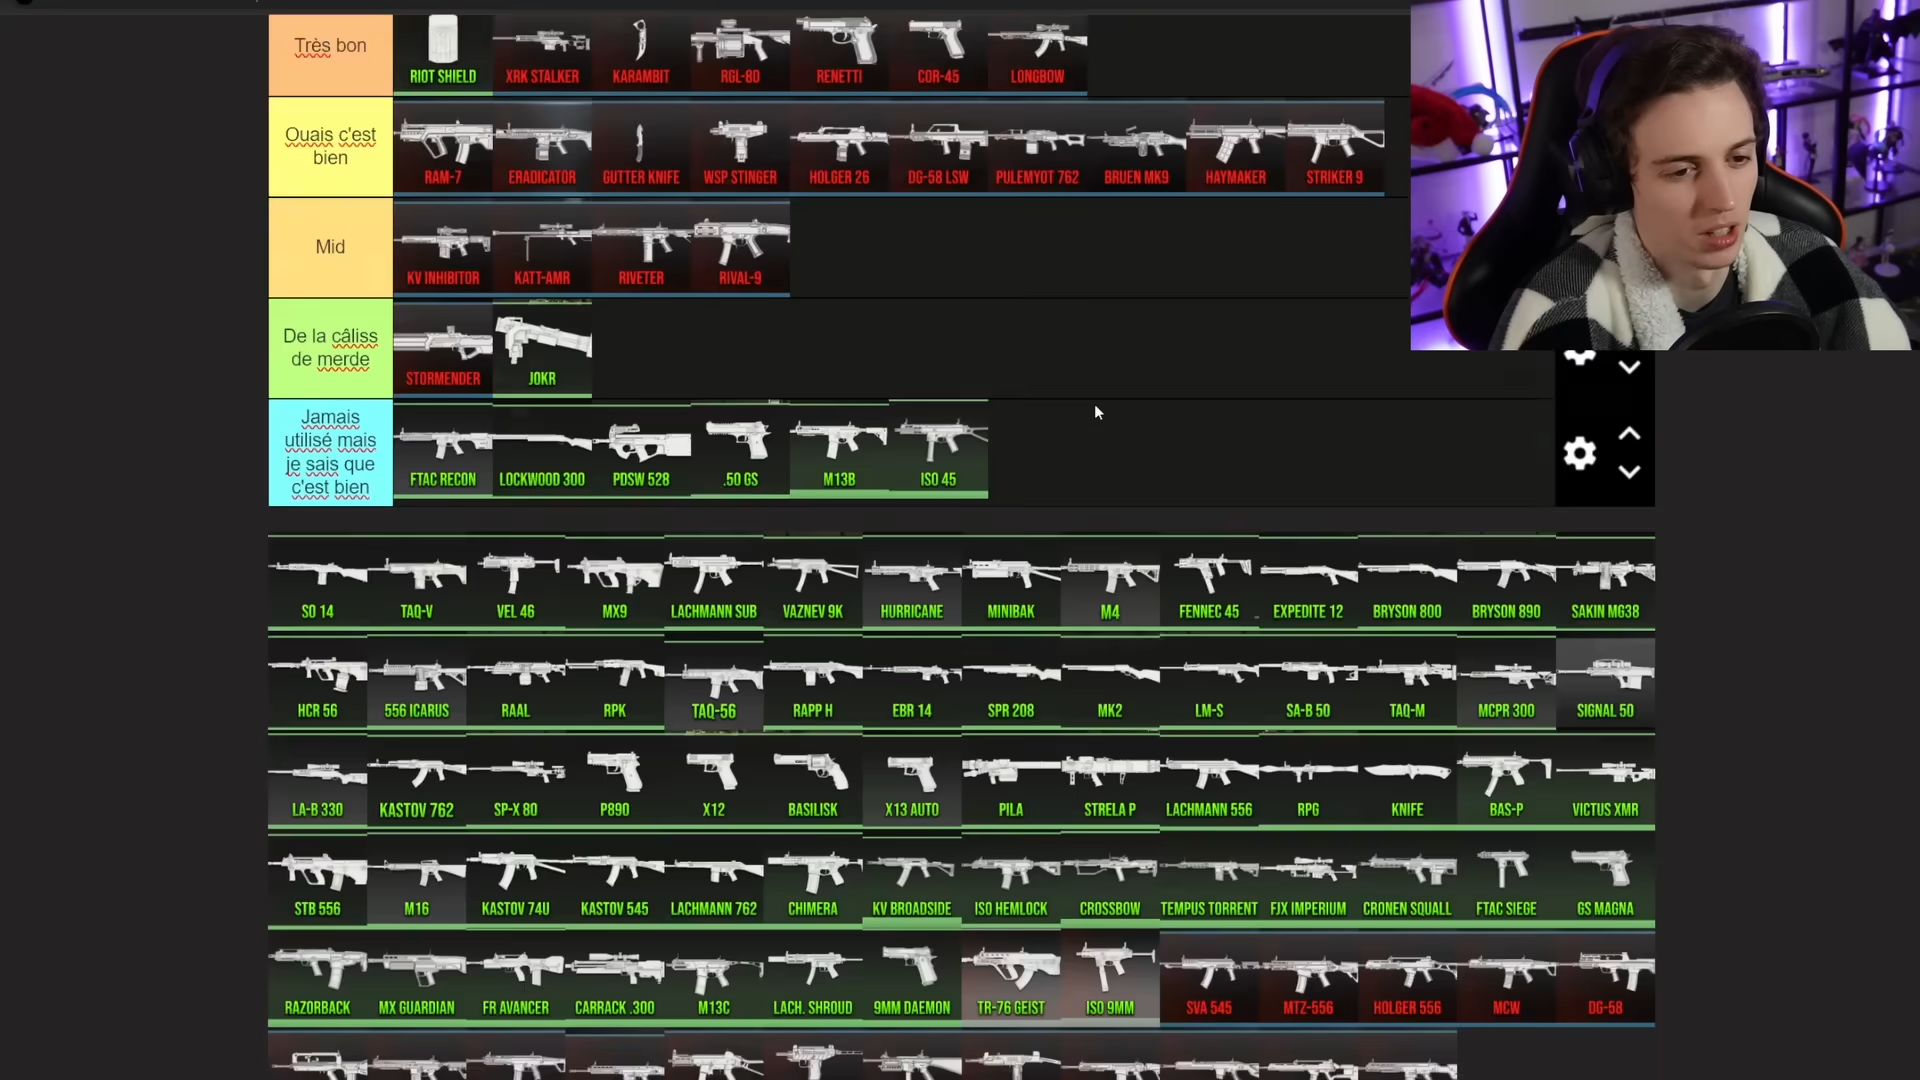 Très bon
RIOT SHIELD XRK STALKER KARAMBIT RGL-80 RENETTI COR-45 LONGBOW
Ouais c'est
bien
RAM-7 ERADICATOR GUTTER KNIFE WSP STINGER HOLGER 26 DG-58 LSW PULEMYOT 762 BRUEN MK9 HAYMAKER STRIKER 9
Mid
KV INHIBITOR KATT-AMR RIVETER RIVAL-9
De la câliss
de merde
STORMENDER JOKR
Jamais
utilisé mais
je sais que
c'est bien
FTAC RECON LOCKWOOD 300 PDSW 528 .50 GS M13B ISO 45
SO 14 TAQ-V VEL 46 MX9 LACHMANN SUB VAZNEV 9K HURRICANE MINIBAK M4 FENNEC 45 EXPEDITE 12 BRYSON 800 BRYSON 890 SAKIN MG38
HCR 56 556 ICARUS RAAL RPK TAQ-56 RAPP H EBR 14 SPR 208 MK2 LM-S SA-B 50 TAQ-M MCPR 300 SIGNAL 50
LA-B 330 KASTOV 762 SP-X 80 P890 X12 BASILISK X13 AUTO PILA STRELA P LACHMANN 556 RPG KNIFE BAS-P VICTUS XMR
STB 556 M16 KASTOV 74U KASTOV 545 LACHMANN 762 CHIMERA KV BROADSIDE ISO HEMLOCK CROSSBOW TEMPUS TORRENT FJX IMPERIUM CRONEN SQUALL FTAC SIEGE GS MAGNA
RAZORBACK MX GUARDIAN FR AVANCER CARRACK .300 M13C LACH. SHROUD 9MM DAEMON TR-76 GEIST ISO 9MM SVA 545 MTZ-556 HOLGER 556 MCW DG-58